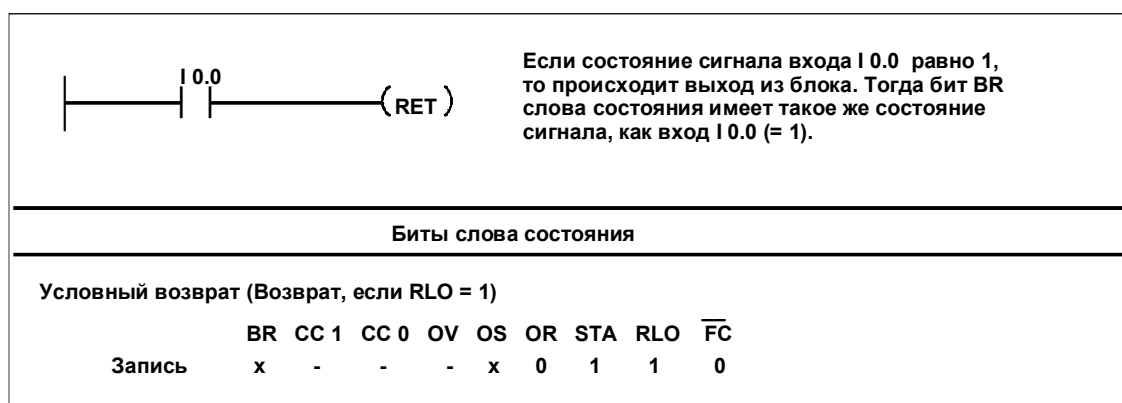 Если состояние сигнала входа I 0.0 равно 1,
то происходит выход из блока. Тогда бит BR
слова состояния имеет такое же состояние
сигнала, как вход I 0.0 (= 1).
I 0.0
( RET )
Биты слова состояния
Условный возврат (Возврат, если RLO = 1)
BR CC 1 CC 0 OV OS OR STA RLO F̅C̅
Запись x - - - x 0 1 1 0